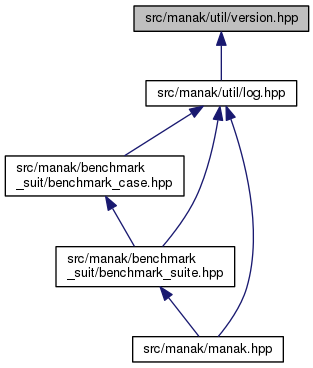 src/manak/util/version.hpp
src/manak/util/log.hpp
src/manak/benchmark
_suit/benchmark_case.hpp
src/manak/benchmark
_suit/benchmark_suite.hpp
src/manak/manak.hpp